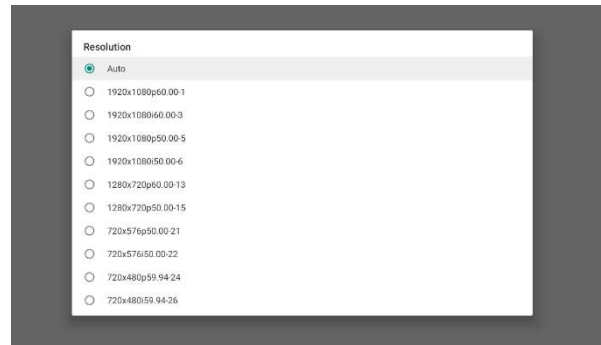 Resolution
Auto
1920x1080p60.00-1
1920x1080i60.00-3
1920x1080p50.00-5
1920x1080i50.00-6
1280x720p60.00-13
1280x720p50.00-15
720x576p50.00-21
720x576i50.00-22
720x480p59.94-24
720x480i59.94-26